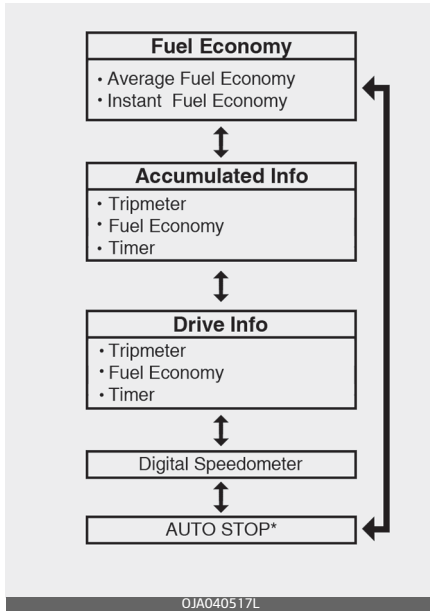 Fuel Economy
• Average Fuel Economy
• Instant Fuel Economy
Accumulated Info
• Tripmeter
• Fuel Economy
• Timer
Drive Info
• Tripmeter
• Fuel Economy
• Timer
Digital Speedometer
AUTO STOP*
OJA040517L